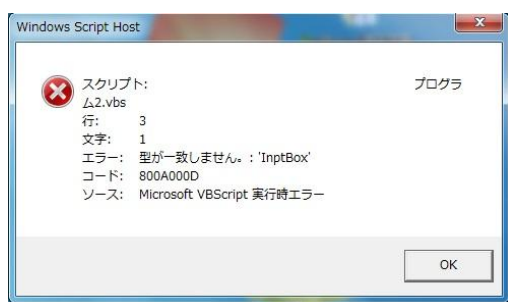 Windows Script Host
スクリプト: プログラ
ム2.vbs
行: 3
文字: 1
エラー: 型が一致しません。: 'InptBox'
コード: 800A000D
ソース: Microsoft VBScript 実行時エラー
OK